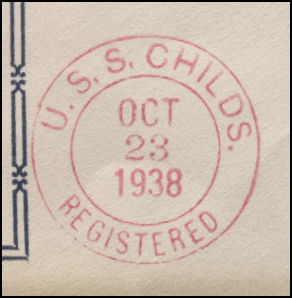 U. S. S. CHILDS.
OCT
23
1938
REGISTERED